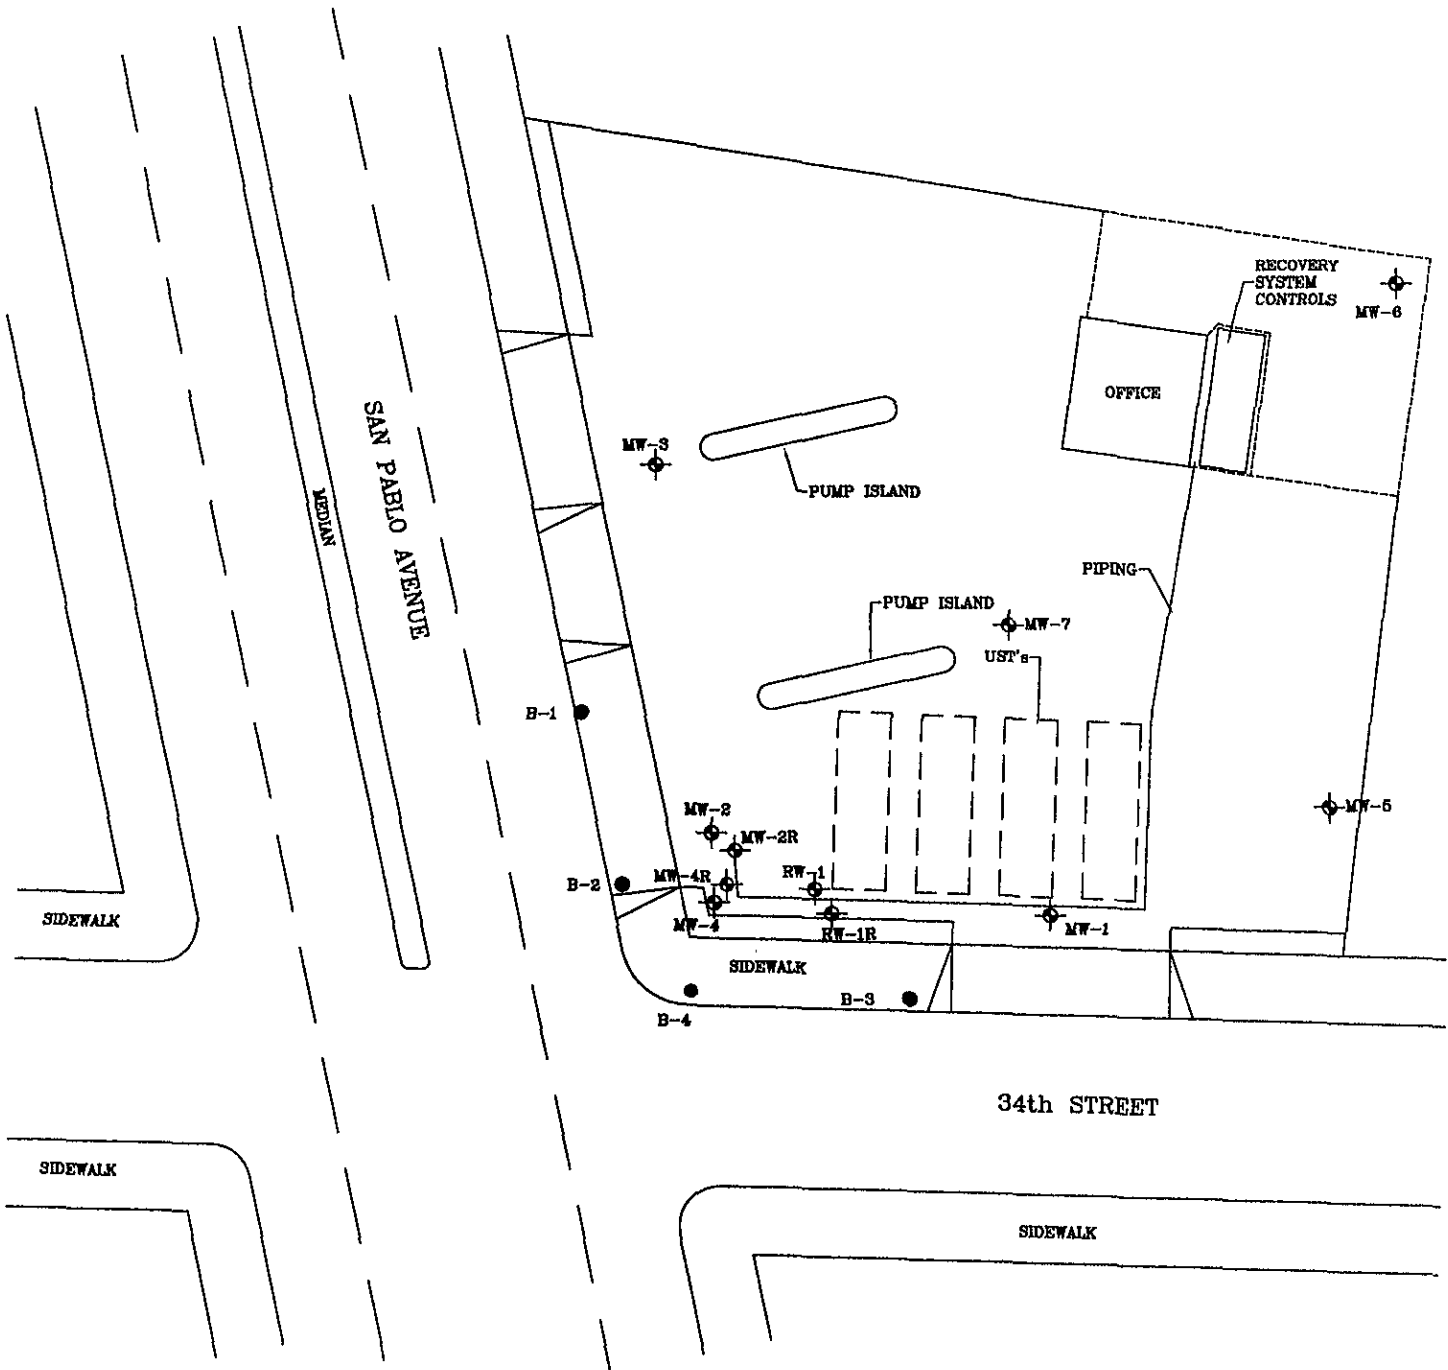 RECOVERY
SYSTEM
CONTROLS
MW-6
OFFICE
SAN PABLO AVENUE
MW-3
PUMP ISLAND
MEDIAN
PIPING
PUMP ISLAND
MW-7
UST's
B-1
MW-5
MW-2
MW-2R
MW-4R
RW-1
B-2
SIDEWALK
MW-4
RW-1R
MW-1
SIDEWALK
B-3
B-4
34th STREET
SIDEWALK
SIDEWALK